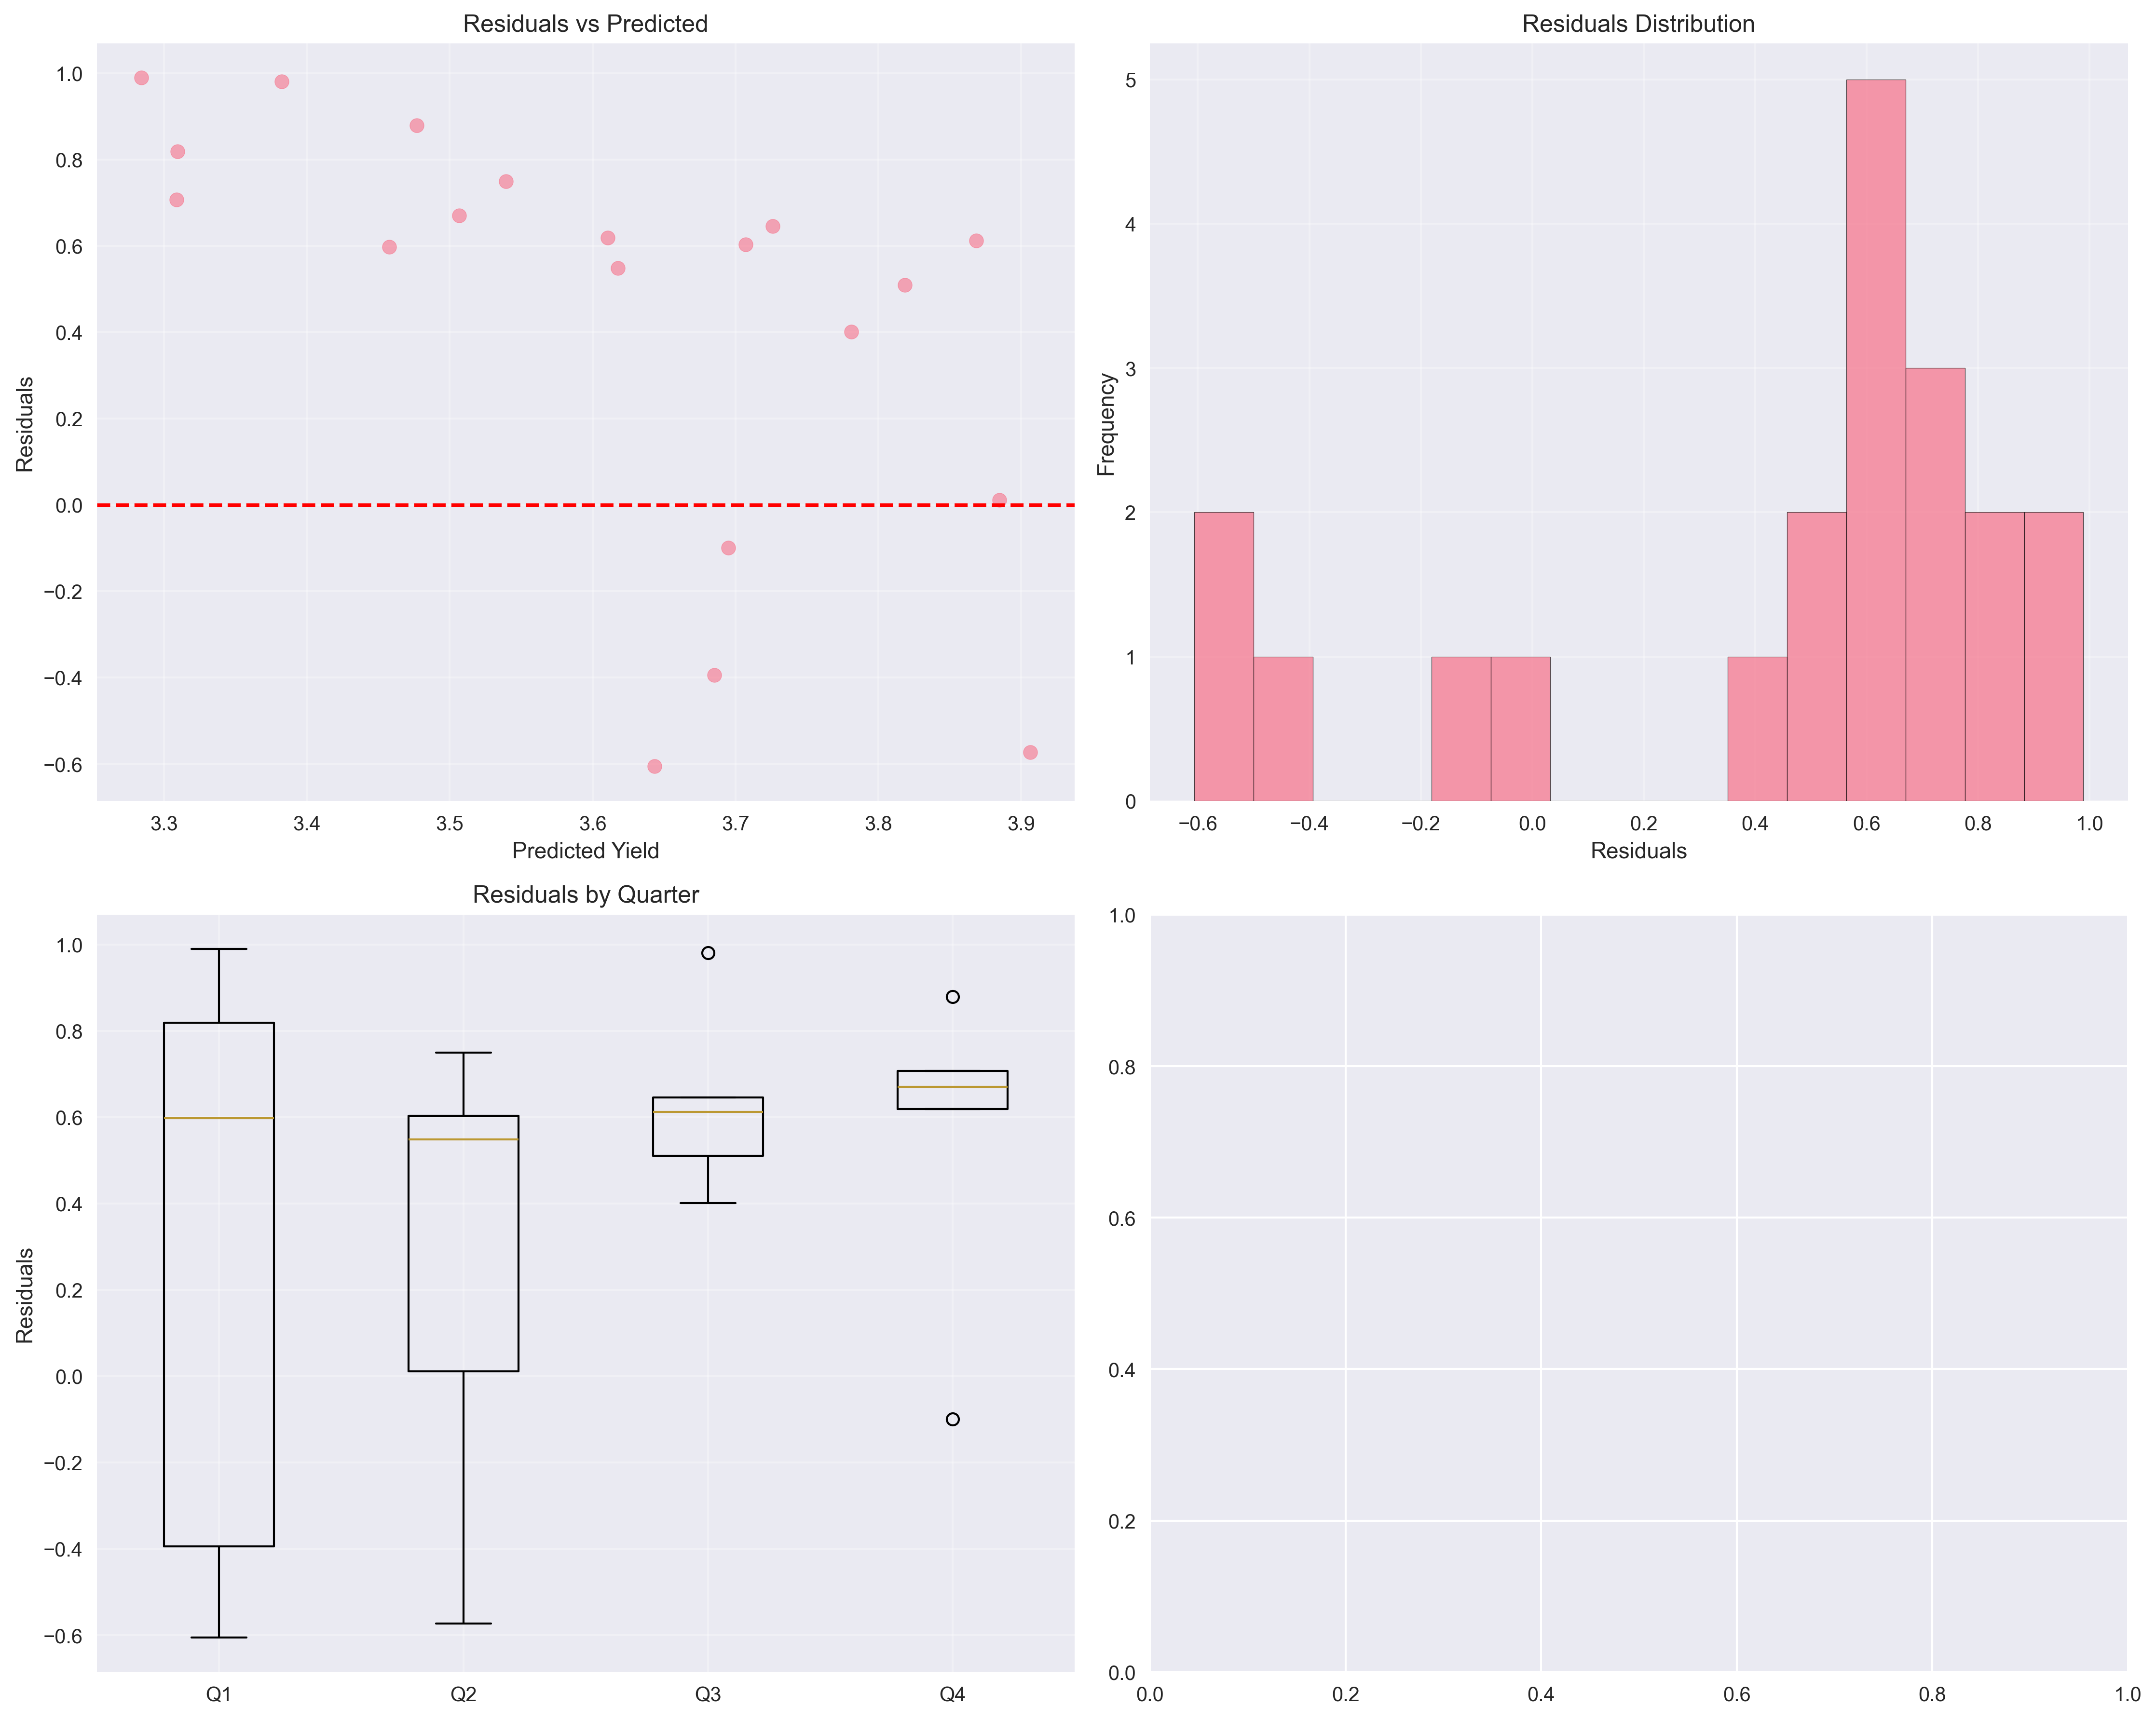 Residuals vs Predicted
1.0
0.8
0.6
0.4
0.2
0.0
−0.2
−0.4
−0.6
Residuals
3.3 3.4 3.5 3.6 3.7 3.8 3.9
Predicted Yield
Residuals Distribution
5
4
3
2
1
0
Frequency
−0.6 −0.4 −0.2 0.0 0.2 0.4 0.6 0.8 1.0
Residuals
Residuals by Quarter
1.0
0.8
0.6
0.4
0.2
0.0
−0.2
−0.4
−0.6
Residuals
Q1 Q2 Q3 Q4
1.0
0.8
0.6
0.4
0.2
0.0
0.0 0.2 0.4 0.6 0.8 1.0